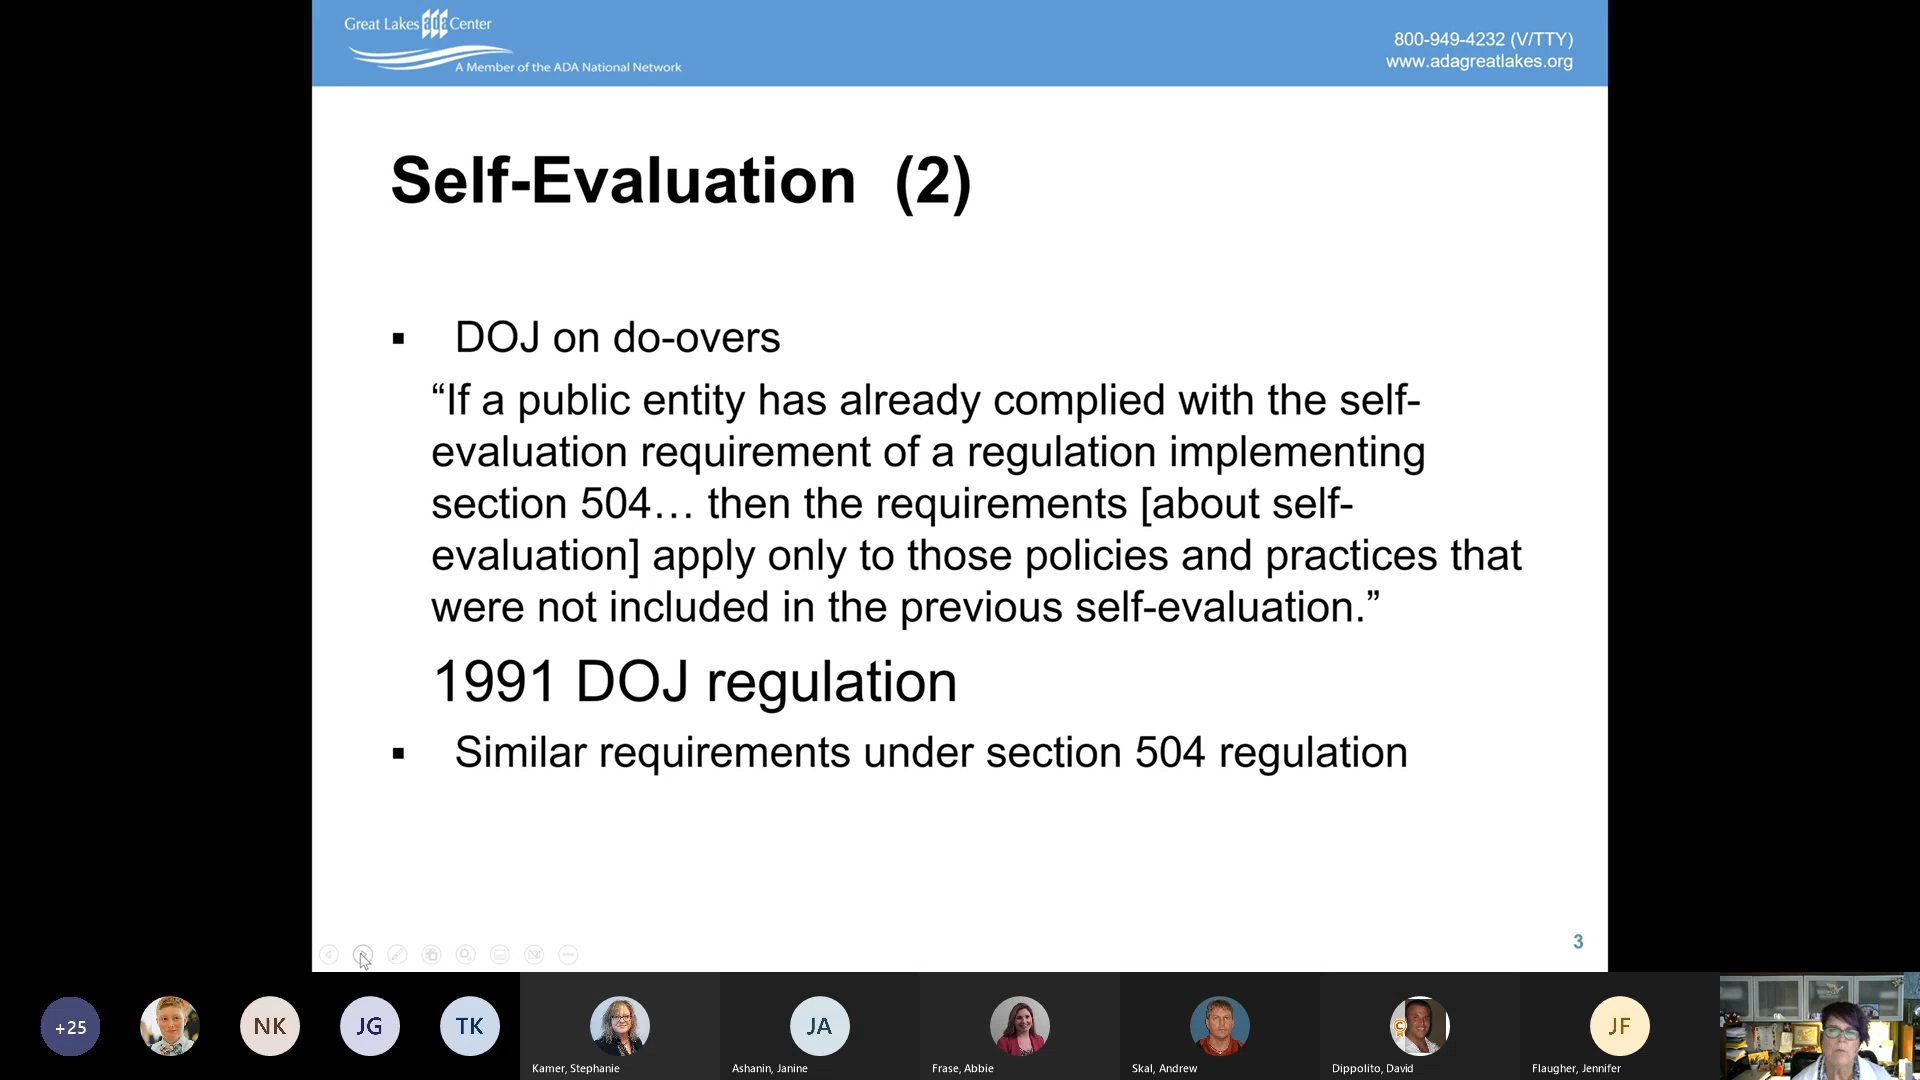 Great Lakes ada Center
A Member of the ADA National Network
800-949-4232 (V/TTY)
www.adagreatlakes.org
Self-Evaluation (2)
▪ DOJ on do-overs
“If a public entity has already complied with the self-
evaluation requirement of a regulation implementing
section 504… then the requirements [about self-
evaluation] apply only to those policies and practices that
were not included in the previous self-evaluation.”
1991 DOJ regulation
▪ Similar requirements under section 504 regulation
3
+25
NK
JG
TK
JA
JF
Kamer, Stephanie
Ashanin, Janine
Frase, Abbie
Skal, Andrew
Dippolito, David
Flaugher, Jennifer